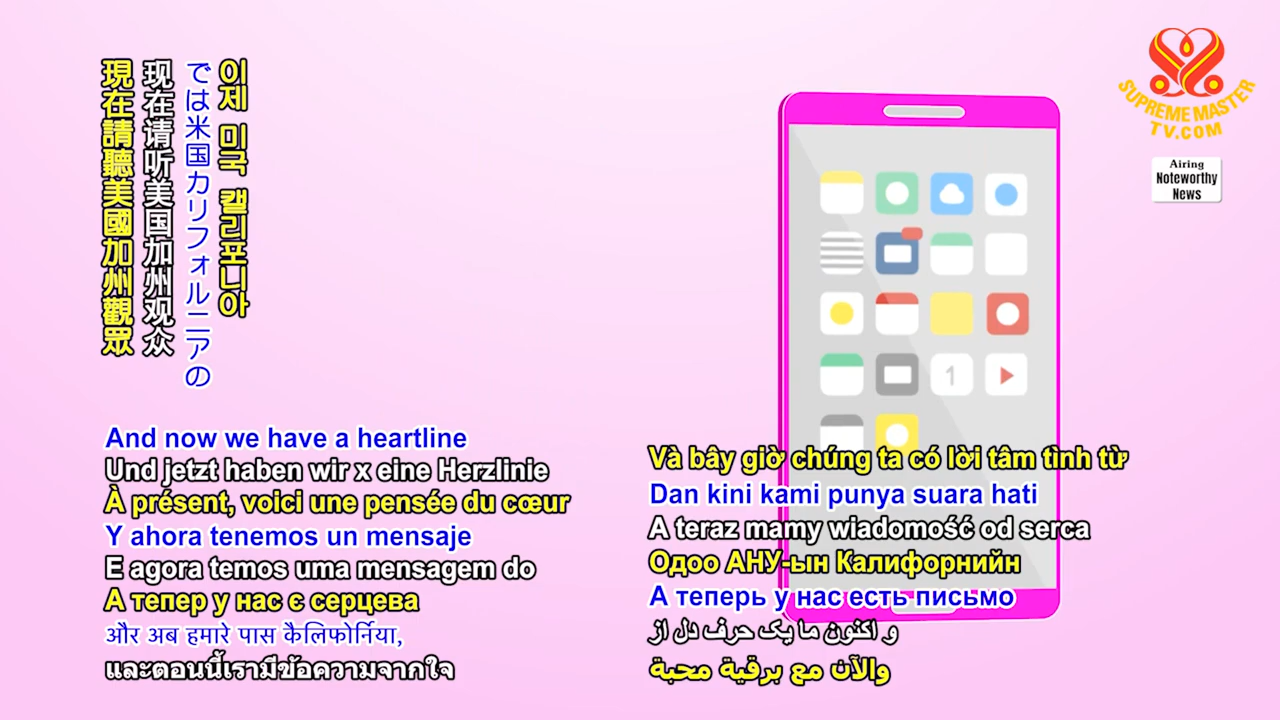 現在請聽美國加州觀眾
现在请听美国加州观众
では米国カリフォルニアの
이제 미국 캘리포니아
And now we have a heartline
Und jetzt haben wir x eine Herzlinie
À présent, voici une pensée du cœur
Y ahora tenemos un mensaje
E agora temos uma mensagem do
А тепер у нас є серцева
और अब हमारे पास कैलिफोर्निया,
และตอนนี้เรามีข้อความจากใจ
Và bây giờ chúng ta có lời tâm tình từ
Dan kini kami punya suara hati
A teraz mamy wiadomość od serca
Одоо АНУ-ын Калифорнийн
А теперь у нас есть письмо
و اکنون ما یک حرف دل از
والآن مع برقية محبة
1
SUPREME MASTER
TV.COM
Airing
Noteworthy
News